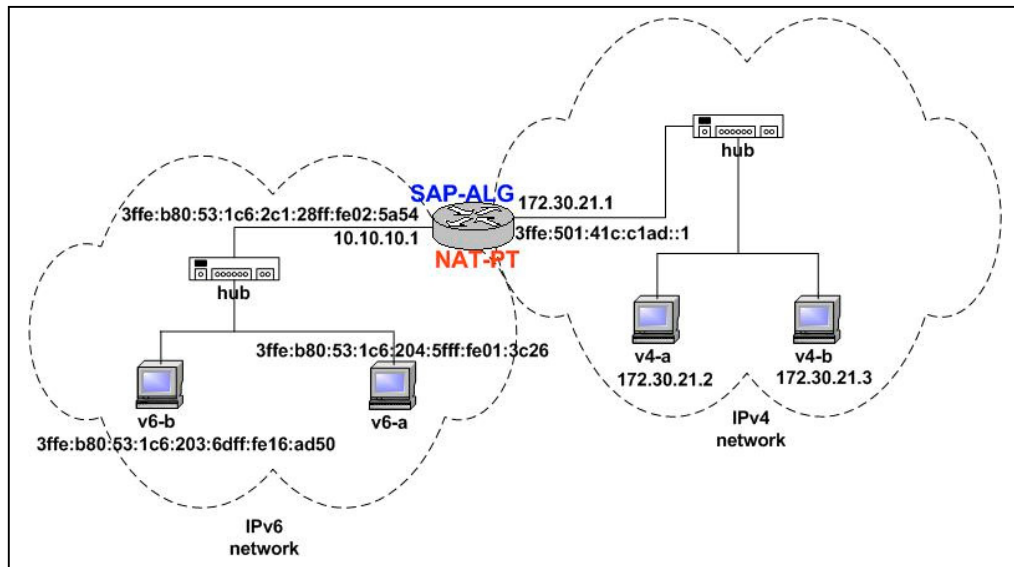 hub
SAP-ALG
172.30.21.1
3ffe:b80:53:1c6:2c1:28ff:fe02:5a54
10.10.10.1
3ffe:501:41c:c1ad::1
NAT-PT
hub
3ffe:b80:53:1c6:204:5fff:fe01:3c26
v4-a
v4-b
172.30.21.2
172.30.21.3
v6-b
v6-a
3ffe:b80:53:1c6:203:6dff:fe16:ad50
IPv4
network
IPv6
network